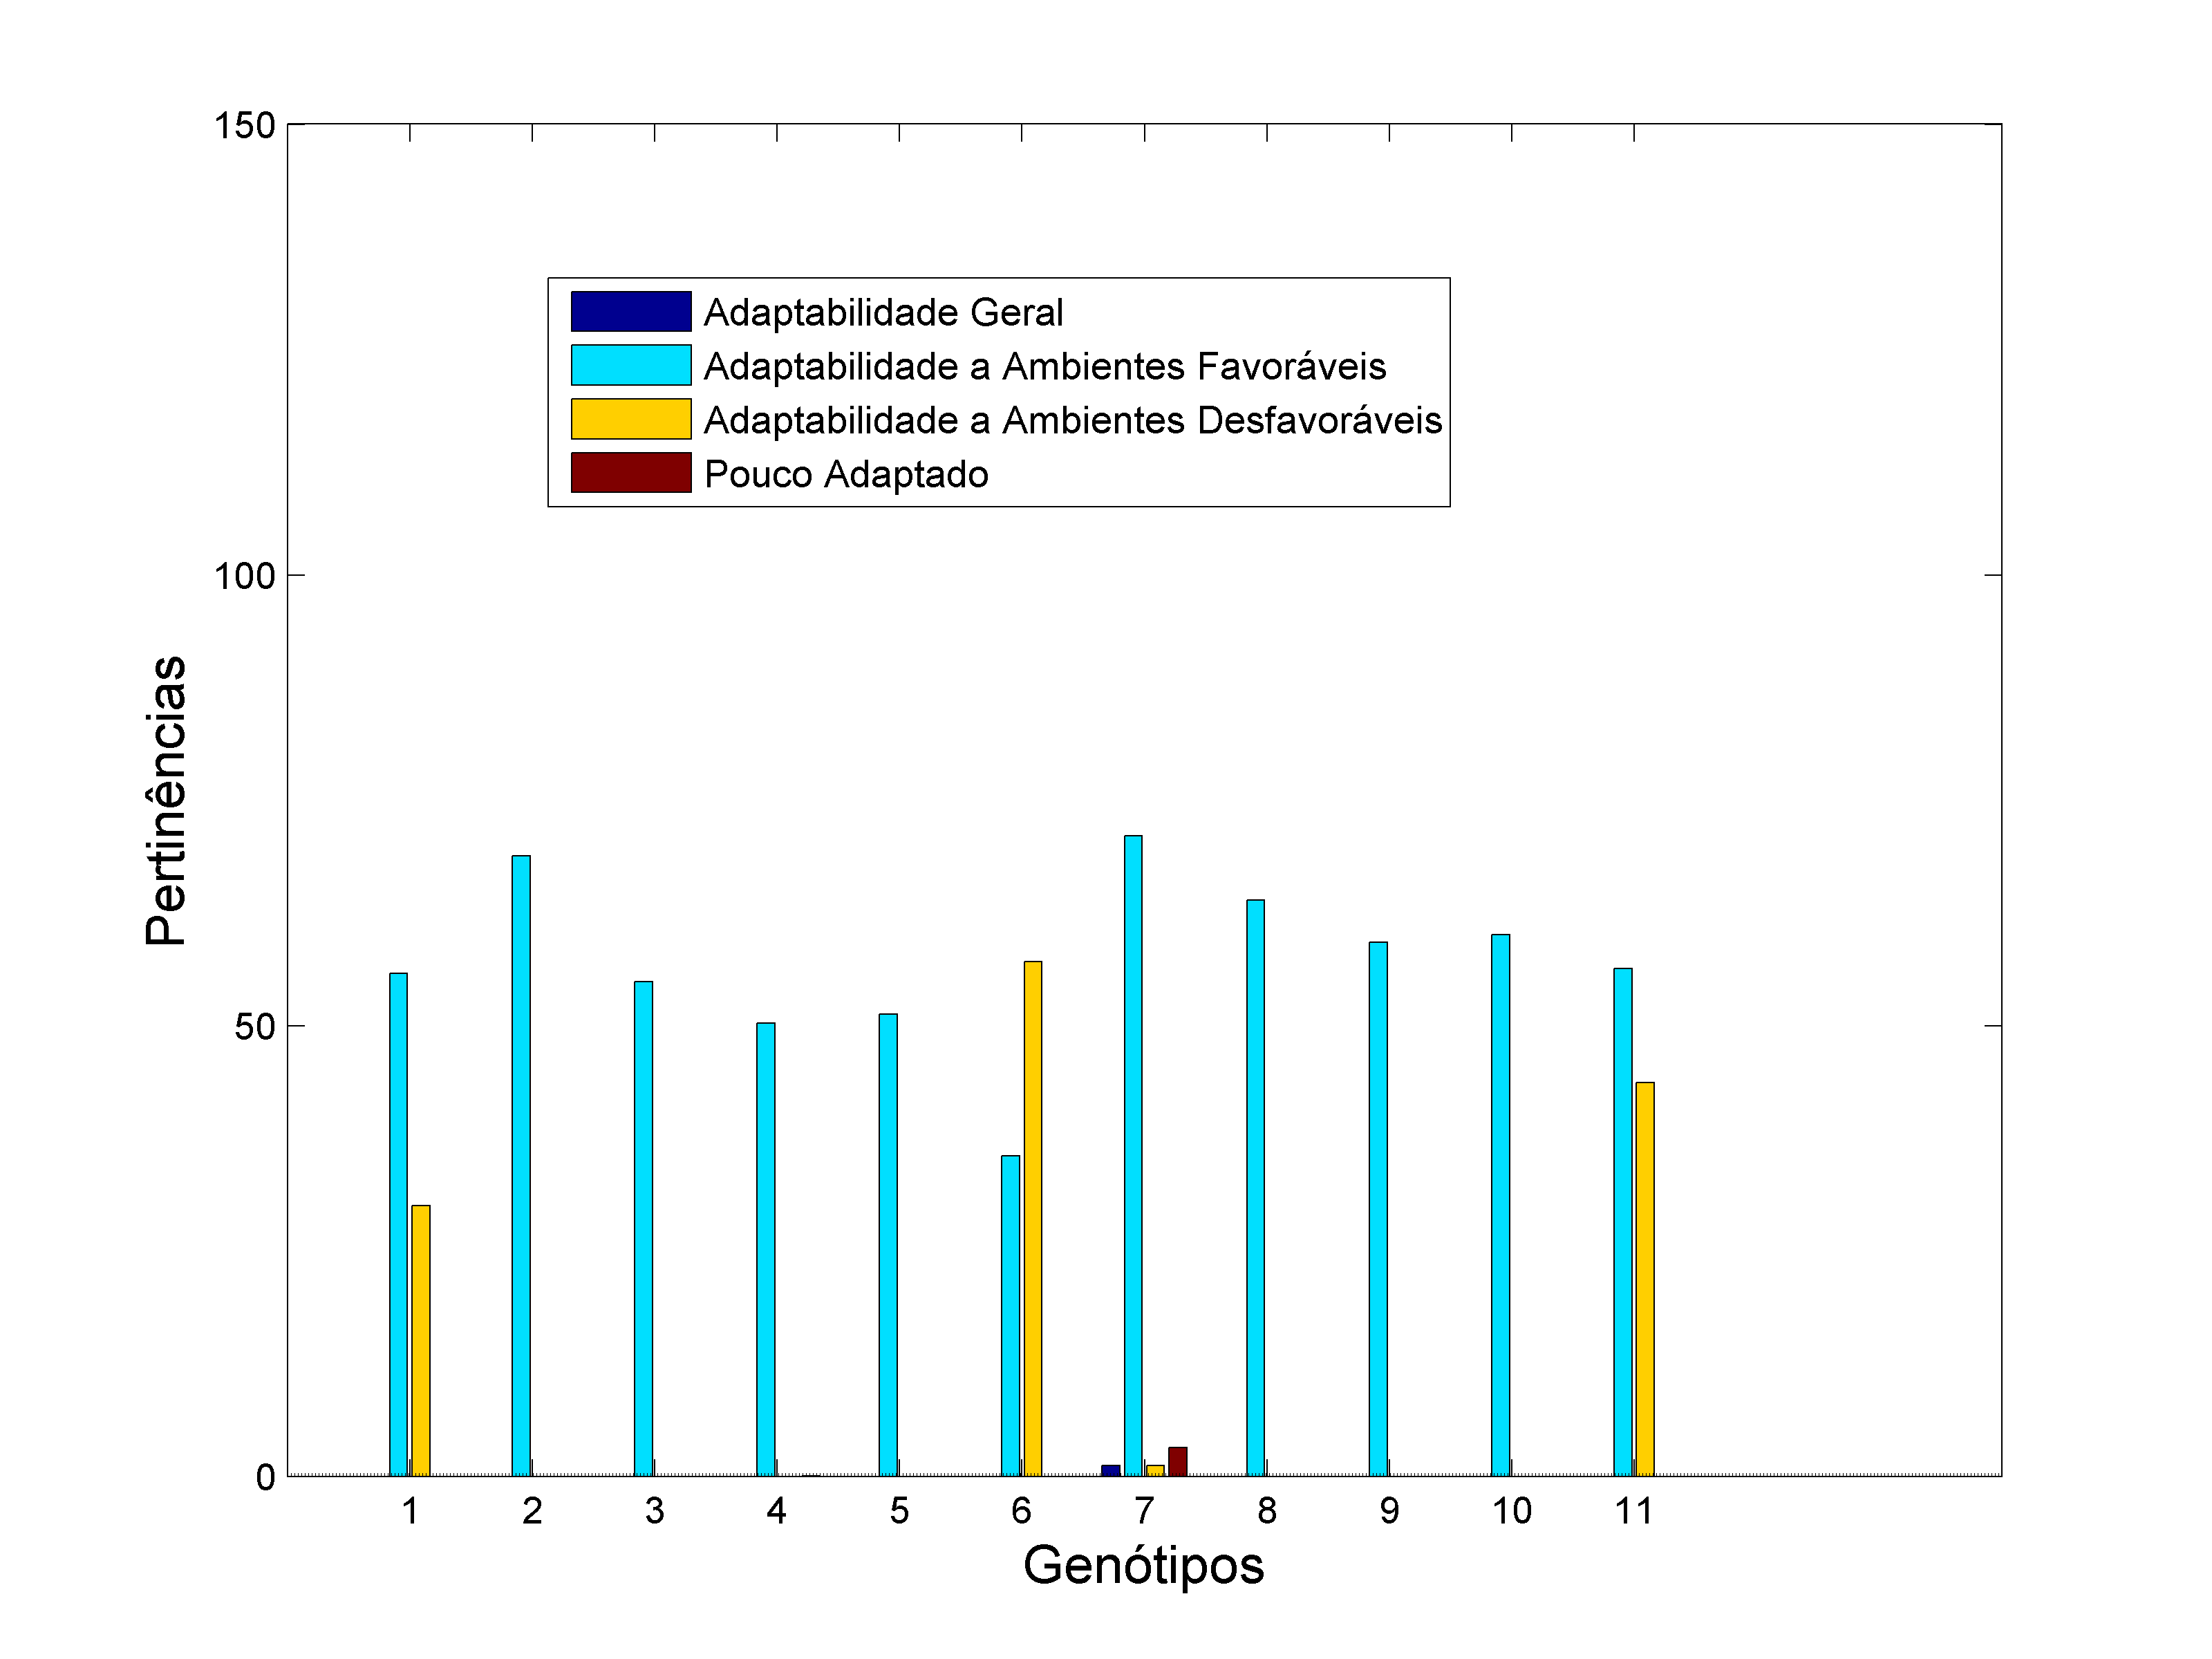 150
Adaptabilidade Geral
Adaptabilidade a Ambientes Favoráveis
Adaptabilidade a Ambientes Desfavoráveis
Pouco Adaptado
100
Pertinências
50
0
1 2 3 4 5 6 7 8 9 10 11
Genótipos